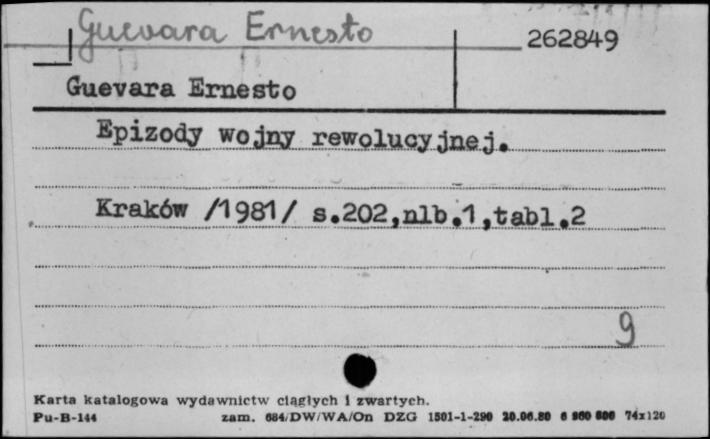 Guevara Ernesto
262849
Guevara Ernesto
Epizody wojny rewolucyjnej.
Kraków /1981/ s.202,nlb.1,tabl.2
9
Karta katalogowa wydawnictw ciągłych i zwartych.
Pu-B-144 zam. 684/DW/WA/On DZG 1501-1-290 20.06.80 6 960 800 74x120